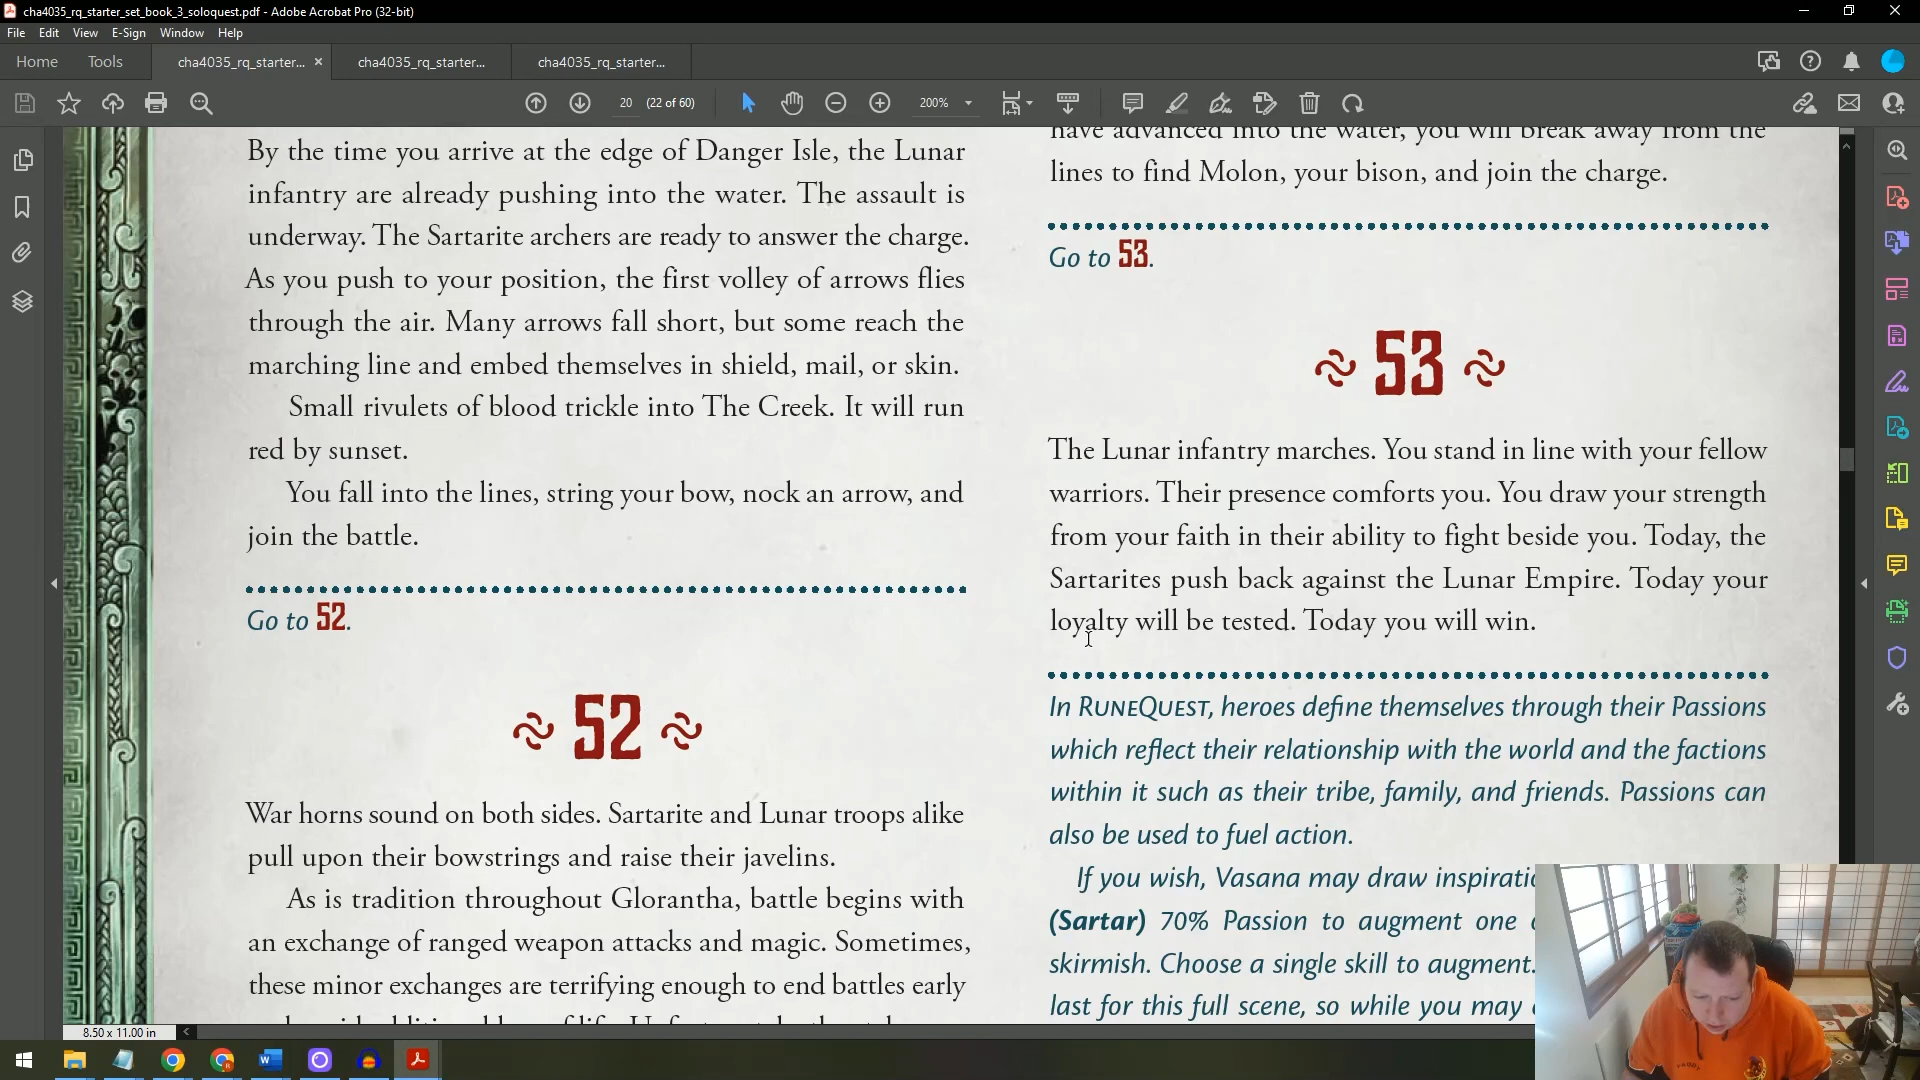 cha4035_rq_starter_set_book_3_soloquest.pdf - Adobe Acrobat Pro (32-bit)
File Edit View E-Sign Window Help
Home Tools cha4035_rq_starter... × cha4035_rq_starter... cha4035_rq_starter...
20 (22 of 60) 200%
By the time you arrive at the edge of Danger Isle, the Lunar
infantry are already pushing into the water. The assault is
underway. The Sartarite archers are ready to answer the charge.
As you push to your position, the first volley of arrows flies
through the air. Many arrows fall short, but some reach the
marching line and embed themselves in shield, mail, or skin.
Small rivulets of blood trickle into The Creek. It will run
red by sunset.
You fall into the lines, string your bow, nock an arrow, and
join the battle.
Go to 52.
52
War horns sound on both sides. Sartarite and Lunar troops alike
pull upon their bowstrings and raise their javelins.
As is tradition throughout Glorantha, battle begins with
an exchange of ranged weapon attacks and magic. Sometimes,
these minor exchanges are terrifying enough to end battles early
have advanced into the water, you will break away from the
lines to find Molon, your bison, and join the charge.
Go to 53.
53
The Lunar infantry marches. You stand in line with your fellow
warriors. Their presence comforts you. You draw your strength
from your faith in their ability to fight beside you. Today, the
Sartarites push back against the Lunar Empire. Today your
loyalty will be tested. Today you will win.
In RUNEQUEST, heroes define themselves through their Passions
which reflect their relationship with the world and the factions
within it such as their tribe, family, and friends. Passions can
also be used to fuel action.
If you wish, Vasana may draw
(Sartar) 70% Passion to augment one
skirmish. Choose a single skill to augment.
last for this full scene, so while you may
8.50 x 11.00 in